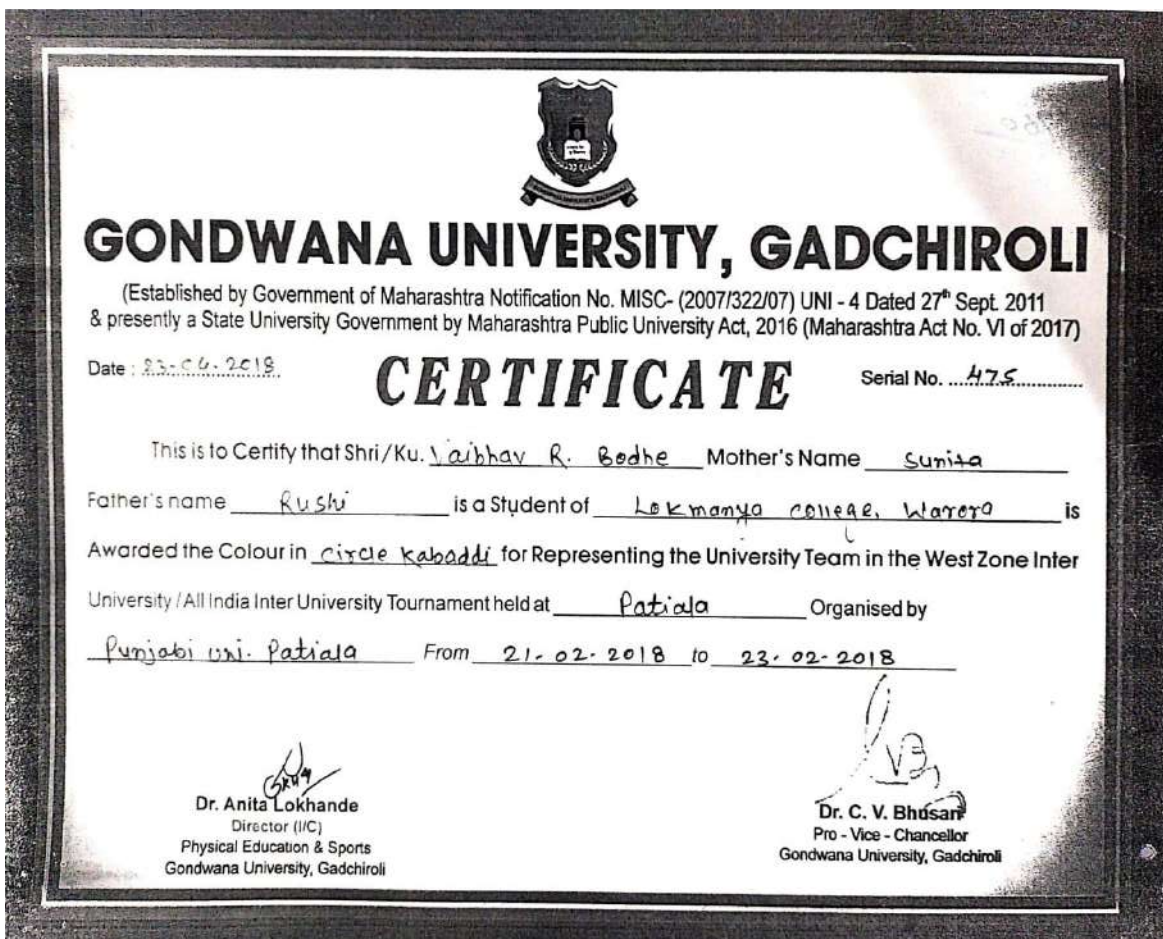 GONDWANA UNIVERSITY, GADCHIROLI
(Established by Government of Maharashtra Notification No. MISC- (2007/322/07) UNI - 4 Dated 27th Sept. 2011
& presently a State University Government by Maharashtra Public University Act, 2016 (Maharashtra Act No. VI of 2017)
Date : 23-04-2018 CERTIFICATE Serial No. ....475............
This is to Certify that Shri/Ku. Vaibhav R. Bodhe Mother's Name Sunita
Father's name Rushi is a Student of Lokmanya College, Warora is
Awarded the Colour in Circle Kabaddi for Representing the University Team in the West Zone Inter
University / All India Inter University Tournament held at Patiala Organised by
Punjabi uni. Patiala From 21-02-2018 to 23-02-2018
Dr. Anita Lokhande
Director (I/C)
Physical Education & Sports
Gondwana University, Gadchiroli
Dr. C. V. Bhusari
Pro - Vice - Chancellor
Gondwana University, Gadchiroli